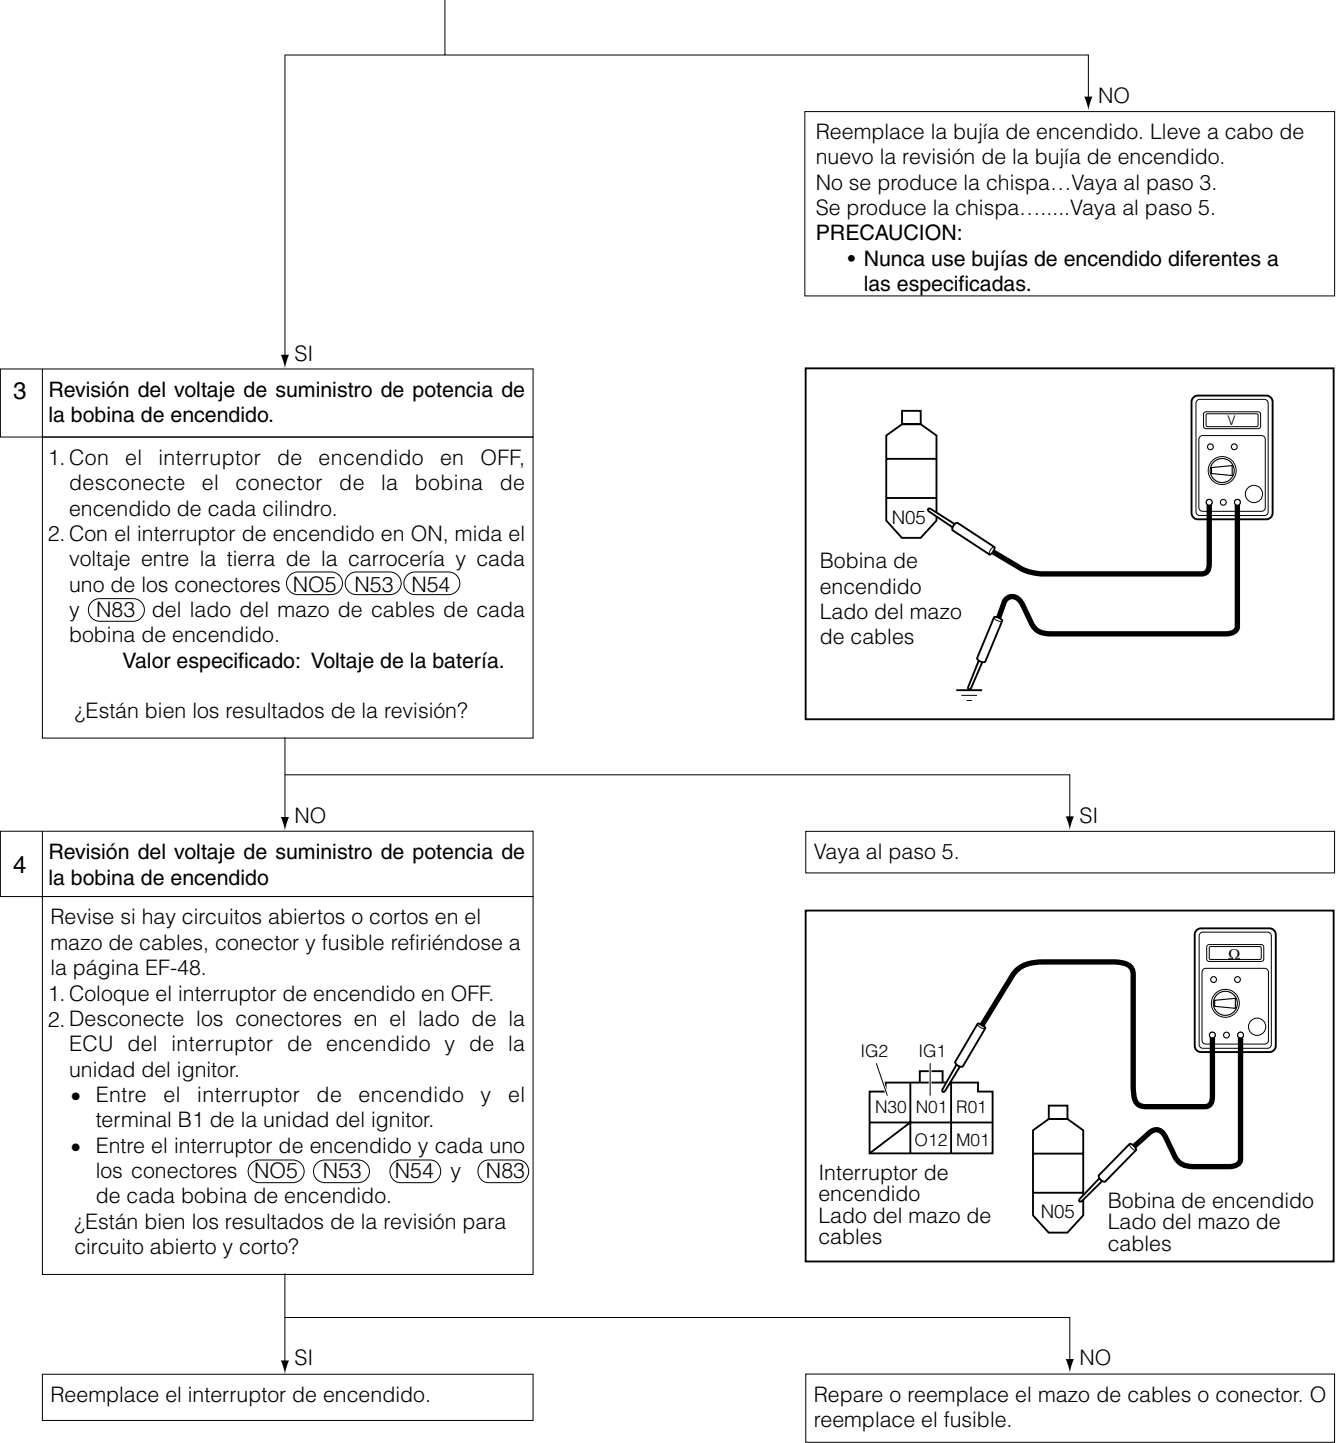 NO
Reemplace la bujía de encendido. Lleve a cabo de
nuevo la revisión de la bujía de encendido.
No se produce la chispa…Vaya al paso 3.
Se produce la chispa….....Vaya al paso 5.
PRECAUCION:
• Nunca use bujías de encendido diferentes a
las especificadas.
SI
3
Revisión del voltaje de suministro de potencia de
la bobina de encendido.
1. Con el interruptor de encendido en OFF,
desconecte el conector de la bobina de
encendido de cada cilindro.
2. Con el interruptor de encendido en ON, mida el
voltaje entre la tierra de la carrocería y cada
uno de los conectores NO5 N53 N54
y N83 del lado del mazo de cables de cada
bobina de encendido.
Valor especificado: Voltaje de la batería.
¿Están bien los resultados de la revisión?
V
N05
Bobina de
encendido
Lado del mazo
de cables
NO
SI
4
Revisión del voltaje de suministro de potencia de
la bobina de encendido
Vaya al paso 5.
Revise si hay circuitos abiertos o cortos en el
mazo de cables, conector y fusible refiriéndose a
la página EF-48.
1. Coloque el interruptor de encendido en OFF.
2. Desconecte los conectores en el lado de la
ECU del interruptor de encendido y de la
unidad del ignitor.
• Entre el interruptor de encendido y el
terminal B1 de la unidad del ignitor.
• Entre el interruptor de encendido y cada uno
los conectores NO5 N53 N54 y N83
de cada bobina de encendido.
¿Están bien los resultados de la revisión para
circuito abierto y corto?
Ω
IG2 IG1
N30 N01 R01
O12 M01
Interruptor de
encendido
Lado del mazo de
cables
N05
Bobina de encendido
Lado del mazo de
cables
SI
NO
Reemplace el interruptor de encendido.
Repare o reemplace el mazo de cables o conector. O
reemplace el fusible.